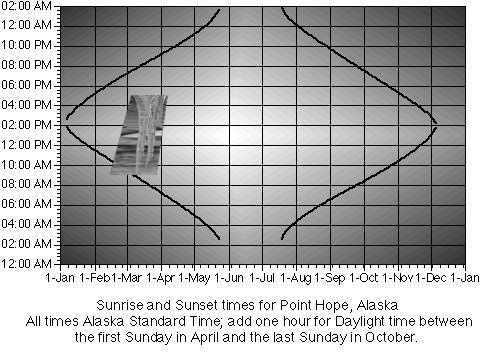 02:00 AM
12:00 AM
10:00 PM
08:00 PM
06:00 PM
04:00 PM
02:00 PM
12:00 PM
10:00 AM
08:00 AM
06:00 AM
04:00 AM
02:00 AM
12:00 AM
1-Jan 1-Feb 1-Mar 1-Apr 1-May 1-Jun 1-Jul 1-Aug 1-Sep 1-Oct 1-Nov 1-Dec 1-Jan
Sunrise and Sunset times for Point Hope, Alaska
All times Alaska Standard Time; add one hour for Daylight time between
the first Sunday in April and the last Sunday in October.